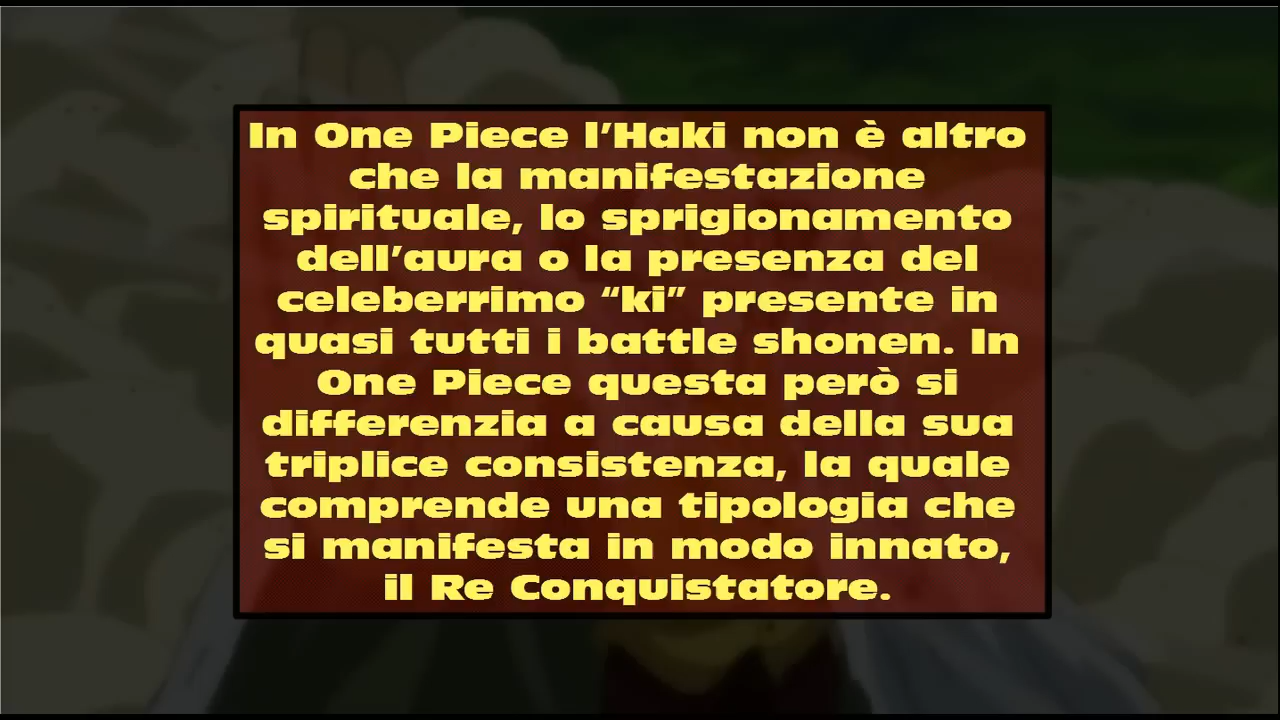 In One Piece l'Haki non è altro
che la manifestazione
spirituale, lo sprigionamento
dell'aura o la presenza del
celeberrimo “ki” presente in
quasi tutti i battle shonen. In
One Piece questa però si
differenzia a causa della sua
triplice consistenza, la quale
comprende una tipologia che
si manifesta in modo innato,
il Re Conquistatore.